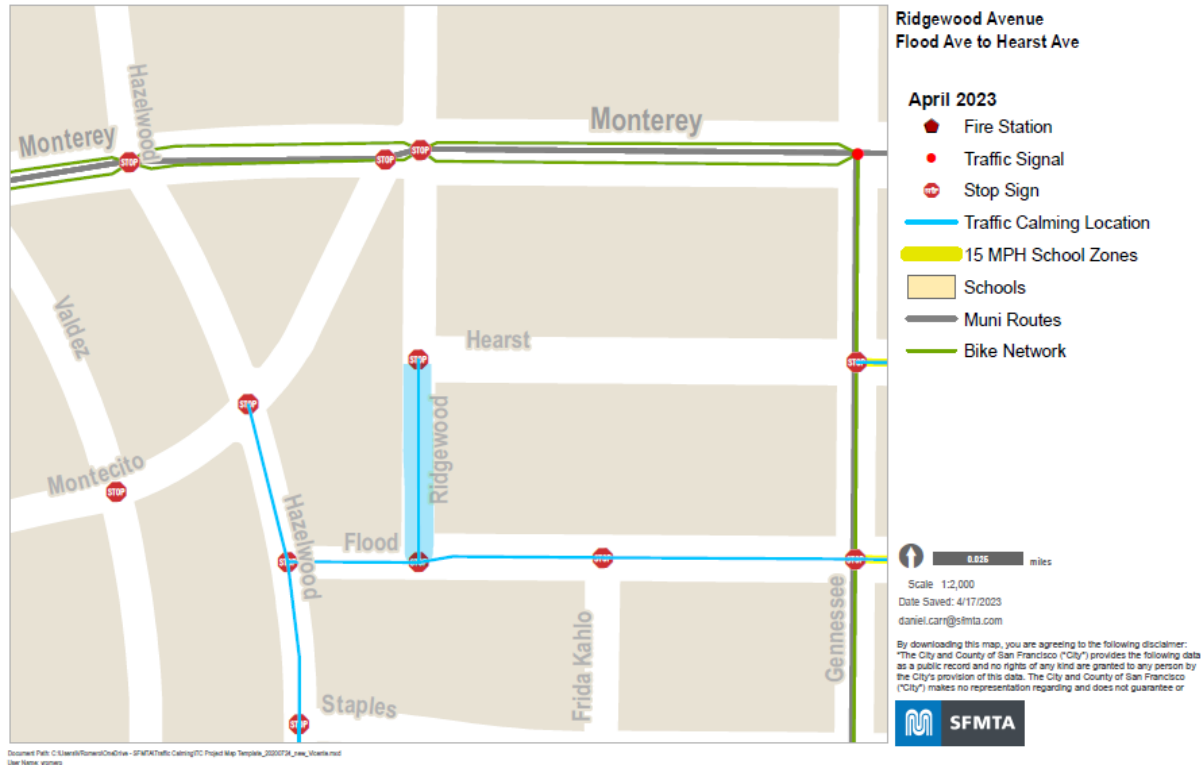 Ridgewood Avenue
Flood Ave to Hearst Ave
April 2023
Fire Station
Traffic Signal
STOP
Stop Sign
Traffic Calming Location
15 MPH School Zones
Schools
Muni Routes
Bike Network
Monterey
Hazelwood
Monterey
STOP
STOP
STOP
Valdez
Hearst
STOP
STOP
STOP
Ridgewood
Montecito
STOP
Hazelwood
Flood
STOP
STOP
STOP
STOP
Gennessee
Frida Kahlo
Staples
STOP
0.025 miles
Scale 1:2,000
Date Saved: 4/17/2023
daniel.carr@sfmta.com
By downloading this map, you are agreeing to the following disclaimer:
"The City and County of San Francisco ("City") provides the following data
as a public record and no rights of any kind are granted to any person by
the City's provision of this data. The City and County of San Francisco
("City") makes no representation regarding and does not guarantee or
SFMTA
Document Path:
User Name: